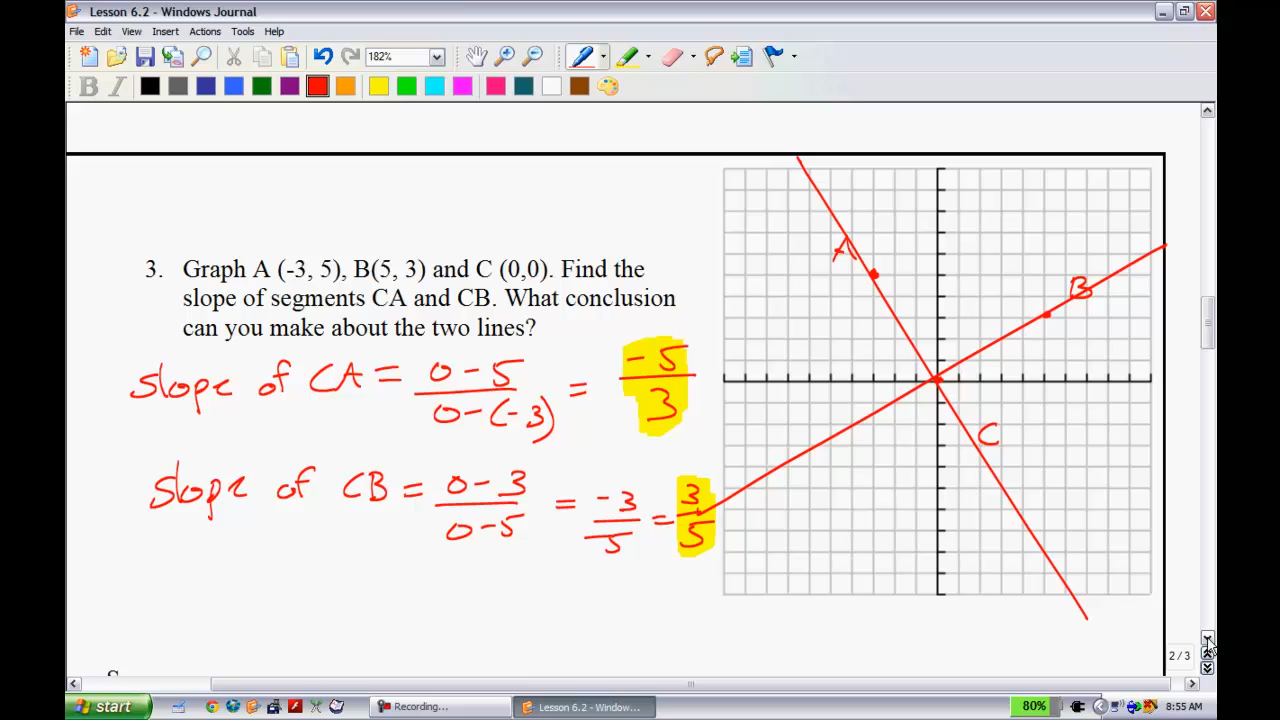 Lesson 6.2 - Windows Journal
File Edit View Insert Actions Tools Help
182%
B I
3. Graph A (-3, 5), B(5, 3) and C (0,0). Find the
slope of segments CA and CB. What conclusion
can you make about the two lines?
slope of CA = 0-5 / 0-(-3) = -5 / 3
slope of CB = 0-3 / 0-5 = -3 / 5 = 3 / 5
A
B
C
2 / 3
start Recording... Lesson 6.2 - Window... 80% 8:55 AM